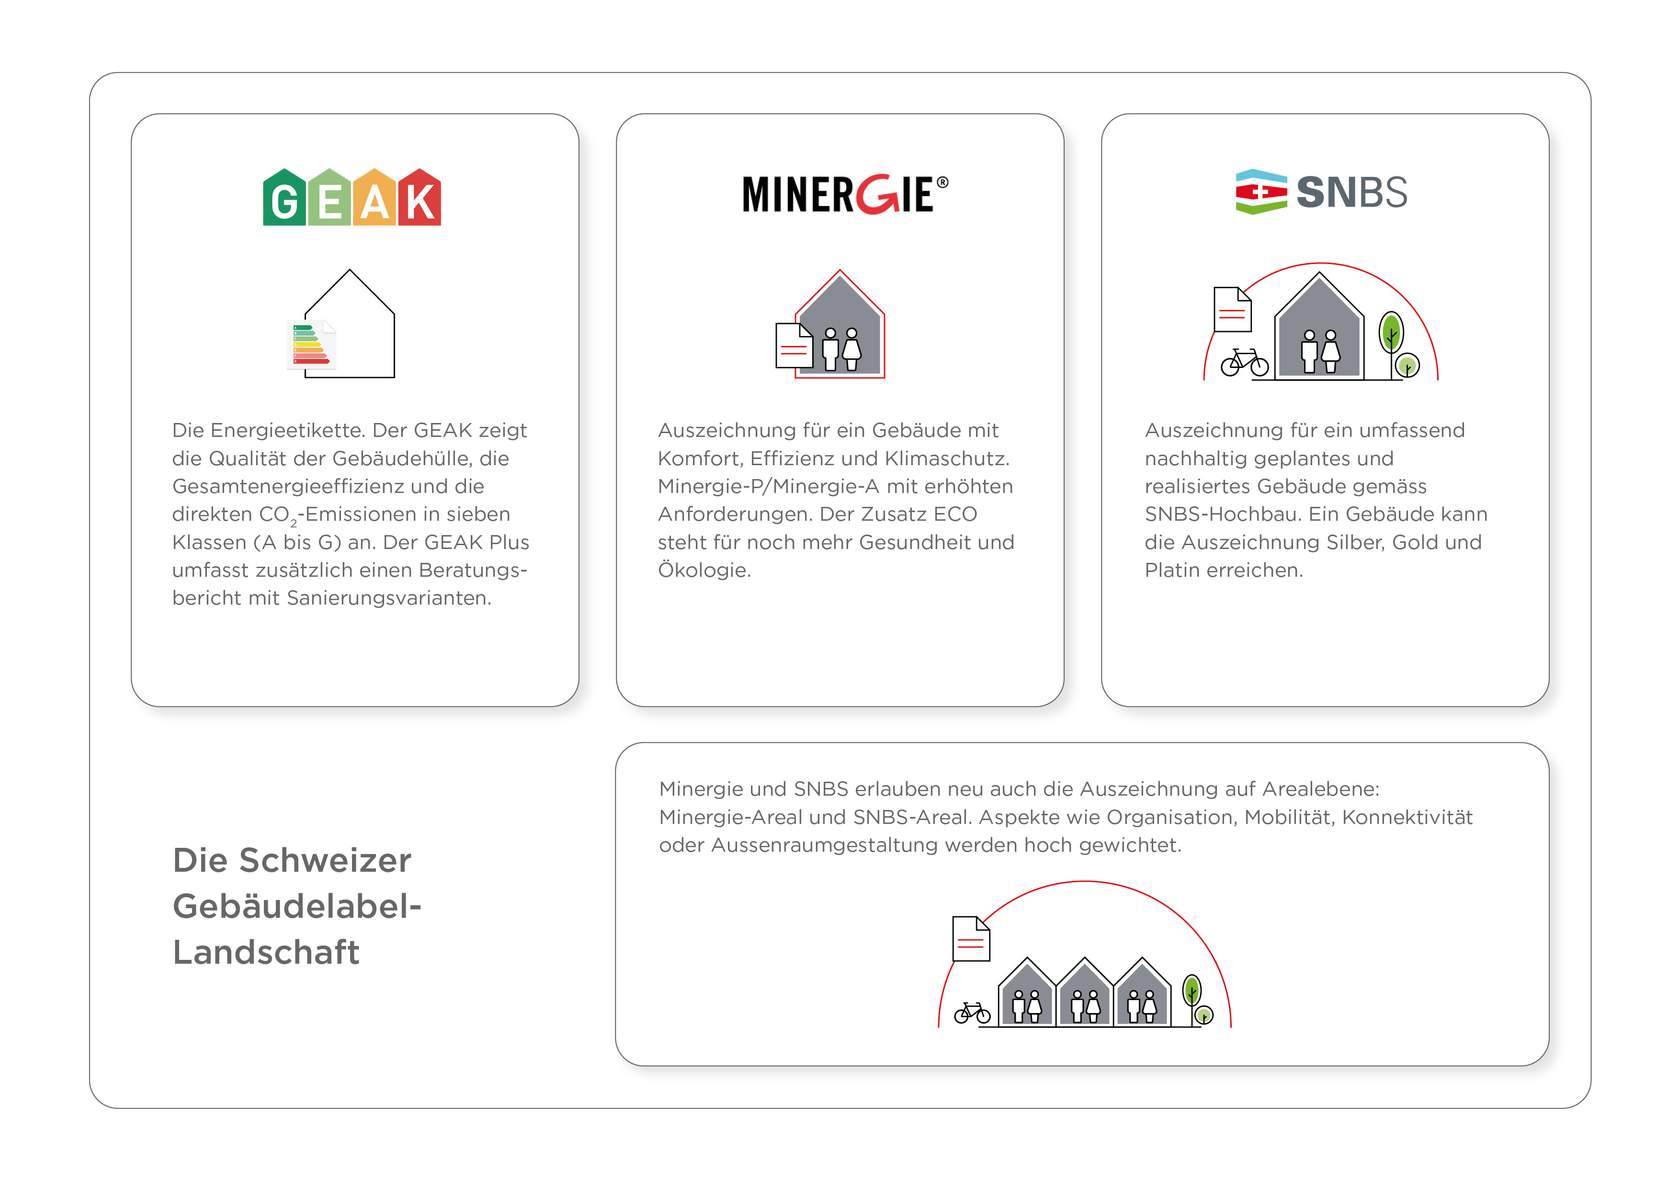 GEAK
Die Energieetikette. Der GEAK zeigt
die Qualität der Gebäudehülle, die
Gesamtenergieeffizienz und die
direkten CO₂-Emissionen in sieben
Klassen (A bis G) an. Der GEAK Plus
umfasst zusätzlich einen Beratungs-
bericht mit Sanierungsvarianten.
MINERGIE®
Auszeichnung für ein Gebäude mit
Komfort, Effizienz und Klimaschutz.
Minergie-P/Minergie-A mit erhöhten
Anforderungen. Der Zusatz ECO
steht für noch mehr Gesundheit und
Ökologie.
SNBS
Auszeichnung für ein umfassend
nachhaltig geplantes und
realisiertes Gebäude gemäss
SNBS-Hochbau. Ein Gebäude kann
die Auszeichnung Silber, Gold und
Platin erreichen.
Die Schweizer
Gebäudelabel-
Landschaft
Minergie und SNBS erlauben neu auch die Auszeichnung auf Arealebene:
Minergie-Areal und SNBS-Areal. Aspekte wie Organisation, Mobilität, Konnektivität
oder Aussenraumgestaltung werden hoch gewichtet.